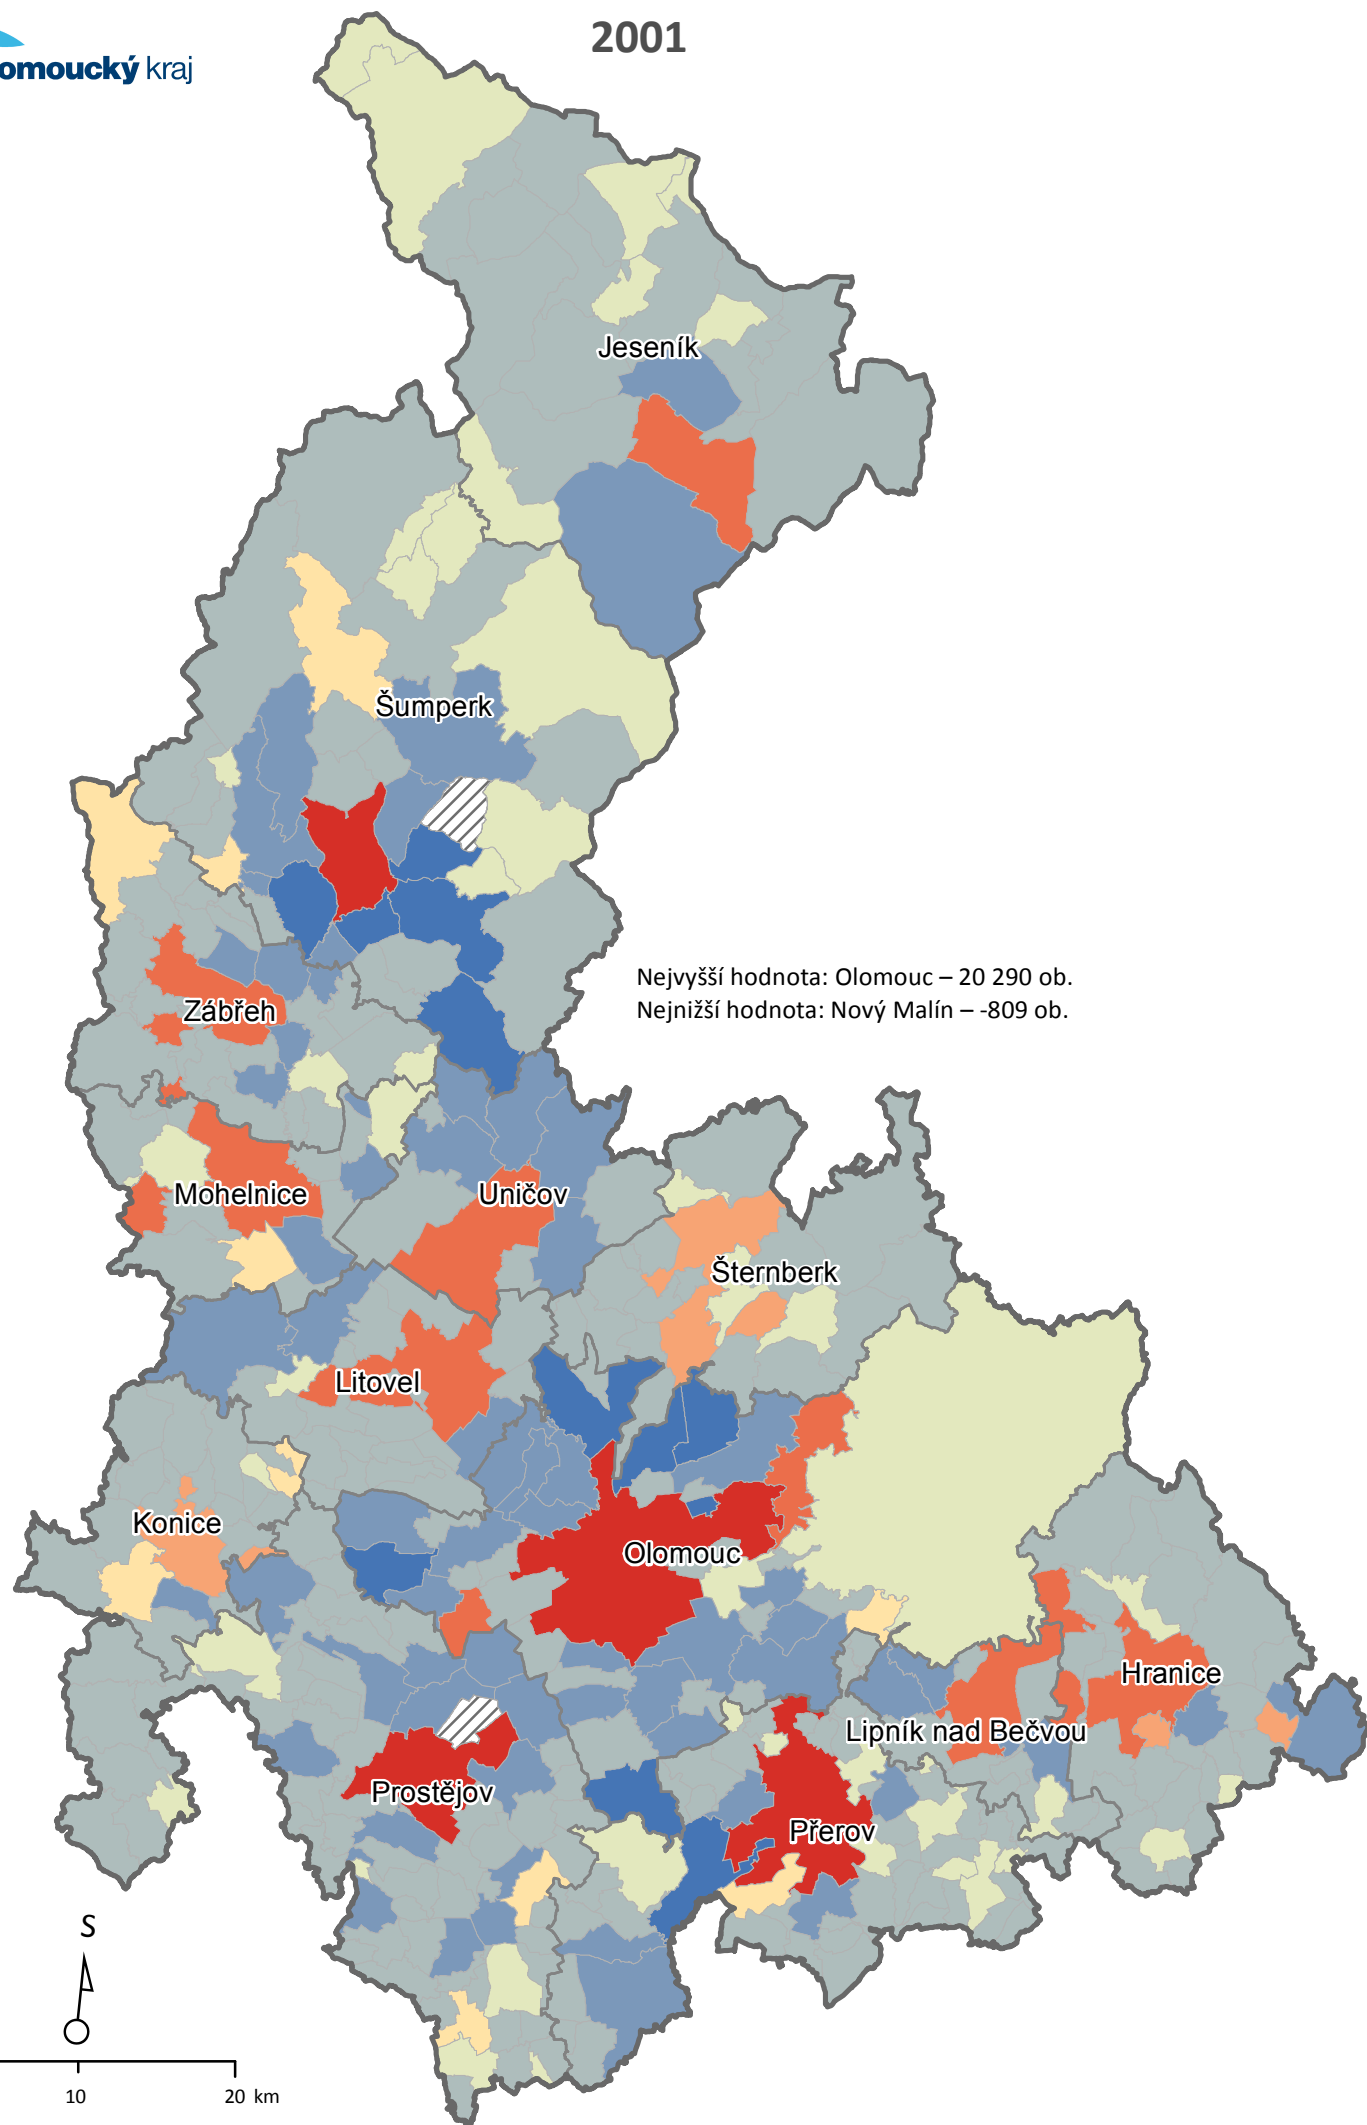 2001
omoucký kraj
Jeseník
Šumperk
Nejvyšší hodnota: Olomouc – 20 290 ob.
Nejnižší hodnota: Nový Malín – -809 ob.
Zábřeh
Mohelnice
Uničov
Šternberk
Litovel
Konice
Olomouc
Hranice
Lipník nad Bečvou
Prostějov
Přerov
S
10
20 km